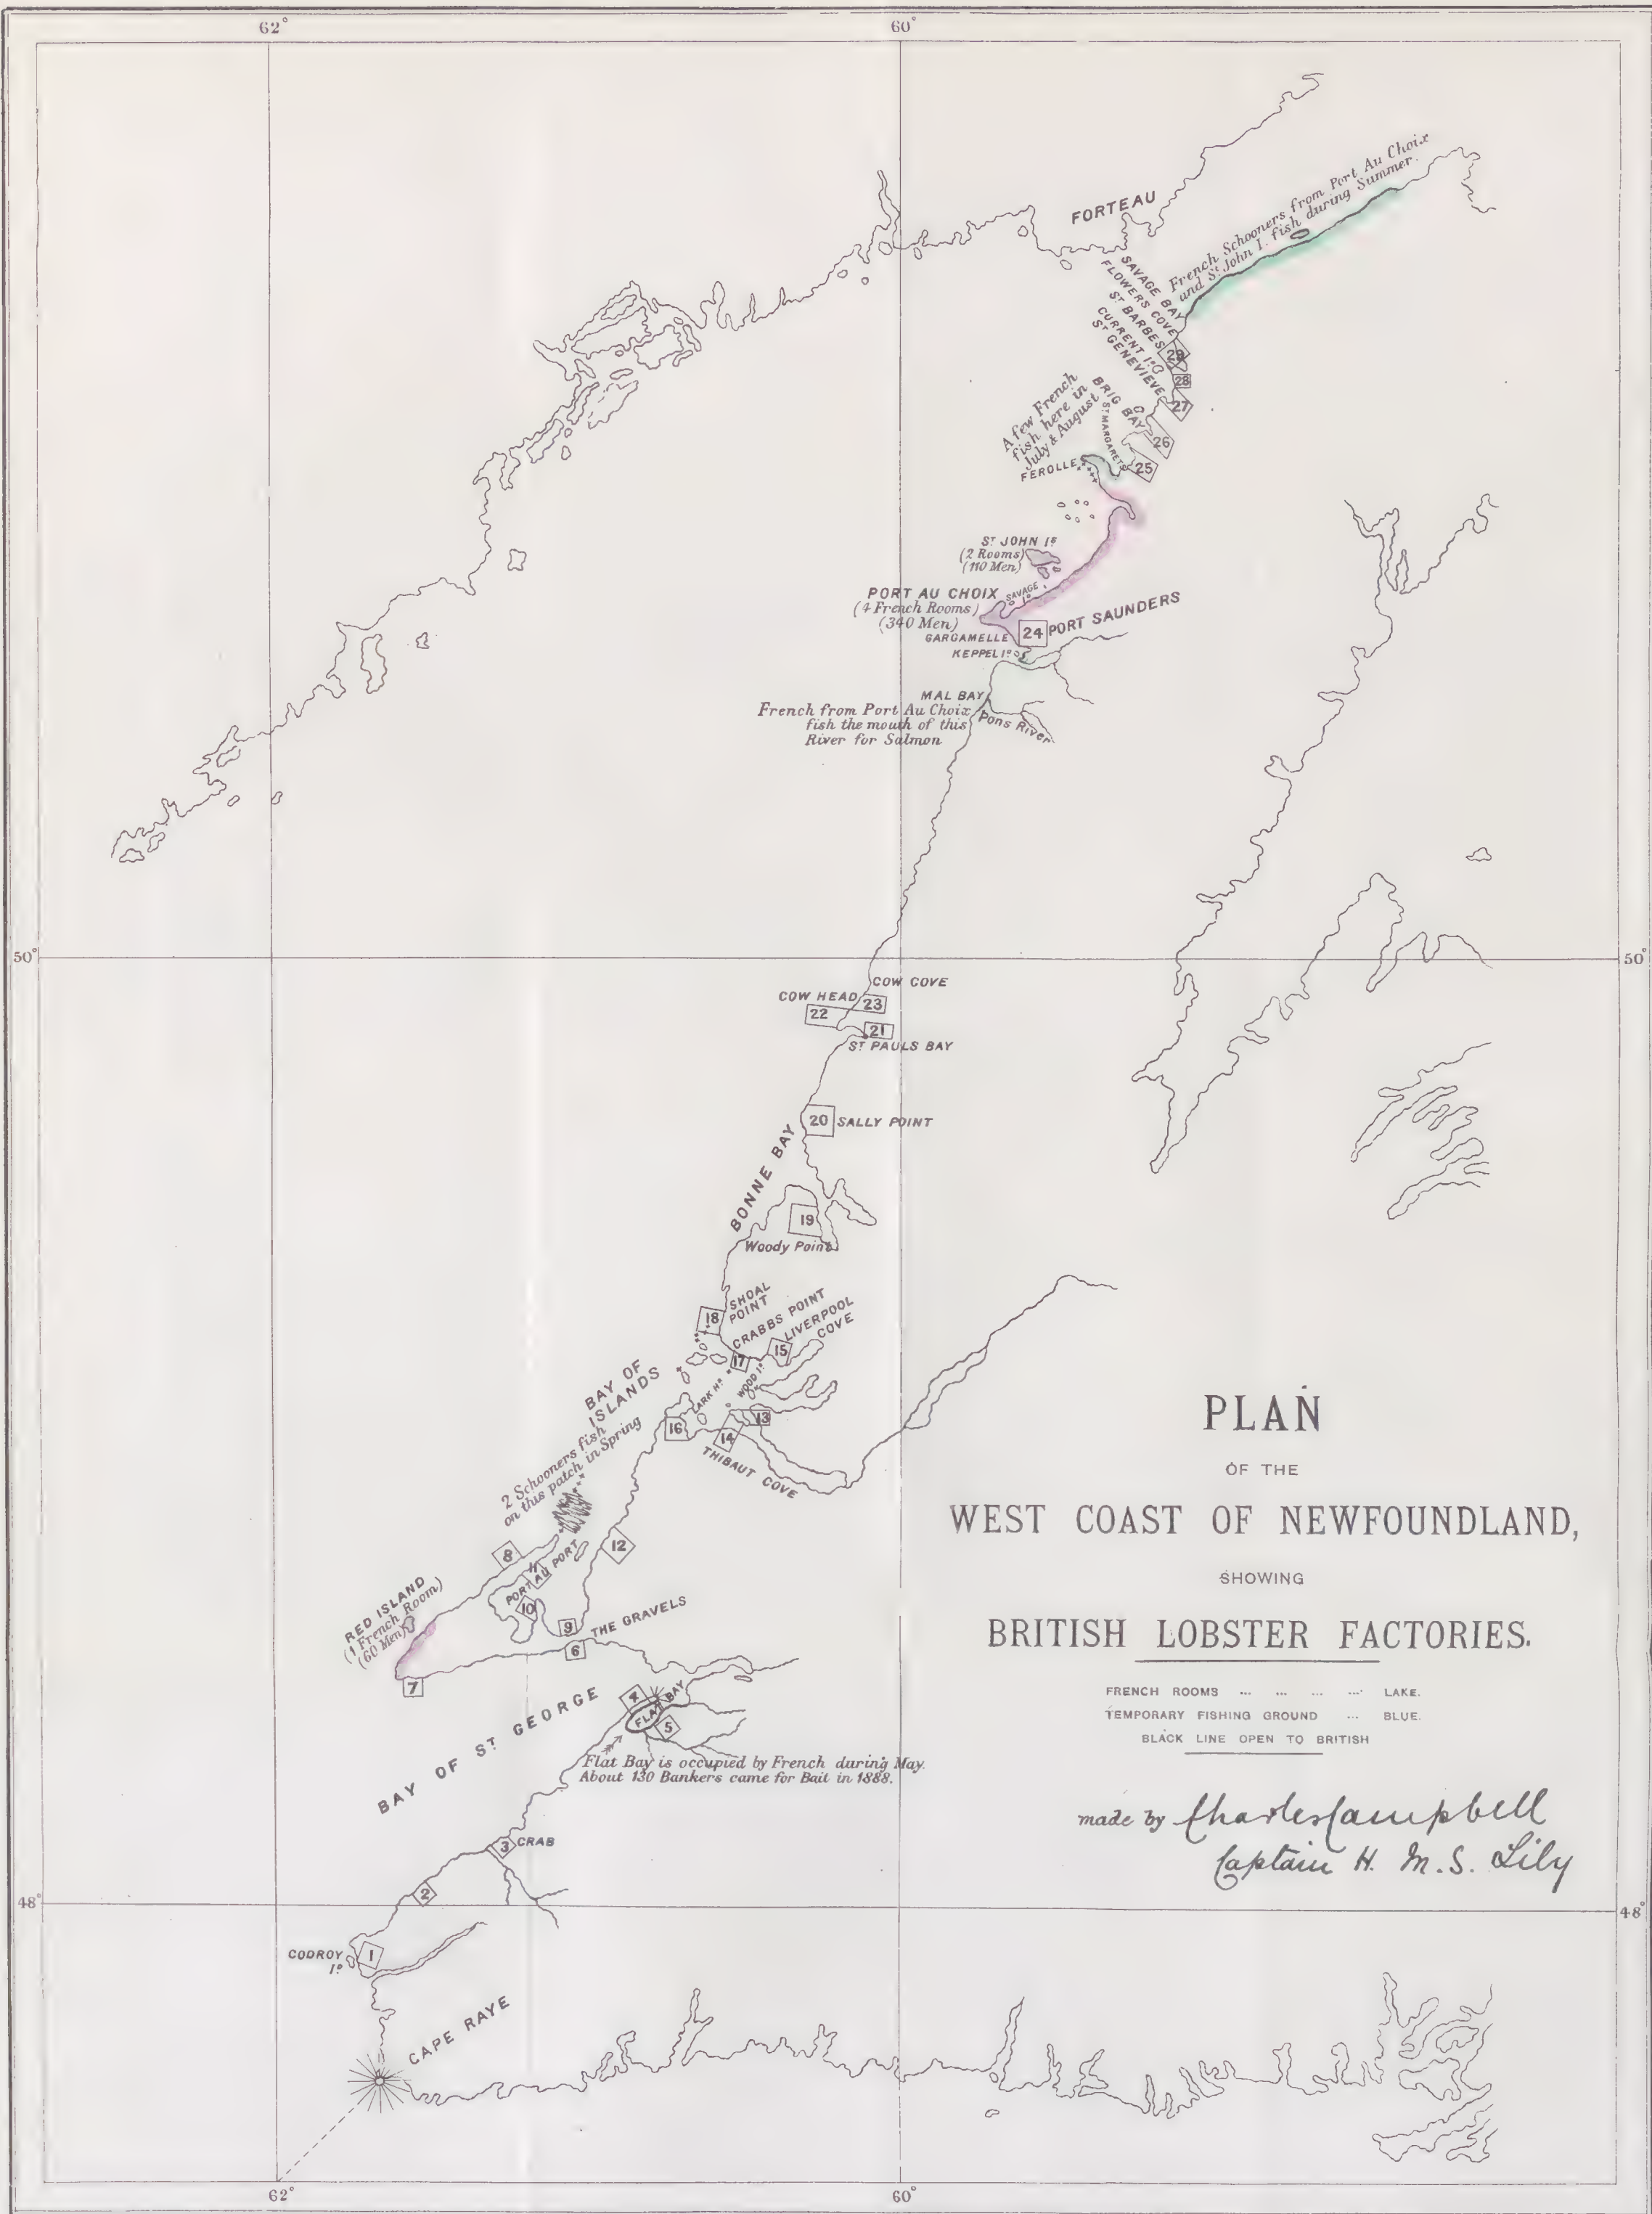 62°
60°
FORTEAU
French Schooners from Port Au Choix
and St. John I. fish during Summer.
SAVAGE BAY
FLOWERS COVE
ST BARBES
CURRENT Id
ST GENEVIEVE
29
28
27
A few French
fish here in
July & August
BRIG BAY
ST MARGARETS
26
25
FEROLLE
ST JOHN Is
(2 Rooms)
(110 Men)
PORT AU CHOIX
(4 French Rooms)
(340 Men)
SAVAGE Id
24
PORT SAUNDERS
GARGAMELLE
KEPPEL Id
MAL BAY
French from Port Au Choix
fish the mouth of this
River for Salmon
Pons River
50°
50°
COW COVE
COW HEAD
23
22
21
ST PAULS BAY
20
SALLY POINT
BONNE BAY
19
Woody Point
18
SHOAL
POINT
CRABBS POINT
LIVERPOOL
COVE
17
15
BAY OF
ISLANDS
LARK Hr
WOOD Id
16
14
13
THIBAUT COVE
2 Schooners fish
on this patch in Spring
8
12
11
PORT AU PORT
10
9
THE GRAVELS
6
RED ISLAND
(1 French Room)
(60 Men)
7
BAY OF ST GEORGE
4
FLAT BAY
5
Flat Bay is occupied by French during May.
About 130 Bankers came for Bait in 1888.
3
CRAB
2
48°
48°
CODROY
Id
1
CAPE RAYE
PLAN
OF THE
WEST COAST OF NEWFOUNDLAND,
SHOWING
BRITISH LOBSTER FACTORIES.
FRENCH ROOMS ... ... ... ... LAKE.
TEMPORARY FISHING GROUND ... BLUE.
BLACK LINE OPEN TO BRITISH
made by Charles Campbell
Captain H. M. S. Lily
62°
60°